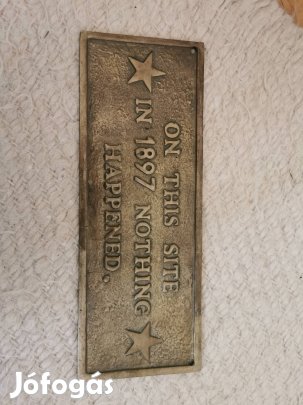 ON THIS SITE
IN 1897 NOTHING
HAPPENED.
Jófogás